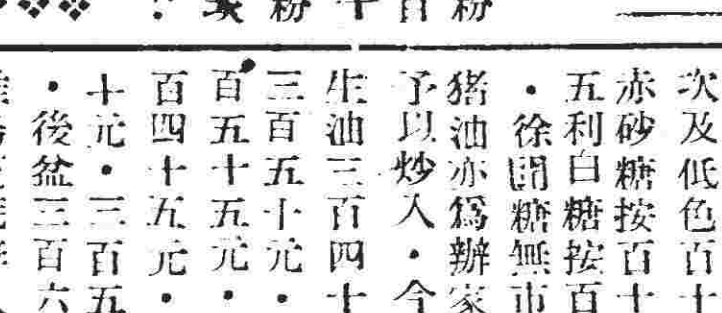 次及低色百十
赤砂糖按百十
五利白糖按百
・徐聞糖無市
猪油亦爲辦家
予以炒入・今
生油三百四十
三百五十元・
百五十五元・
百四十五元・
十元・三百五
・後盆三百六